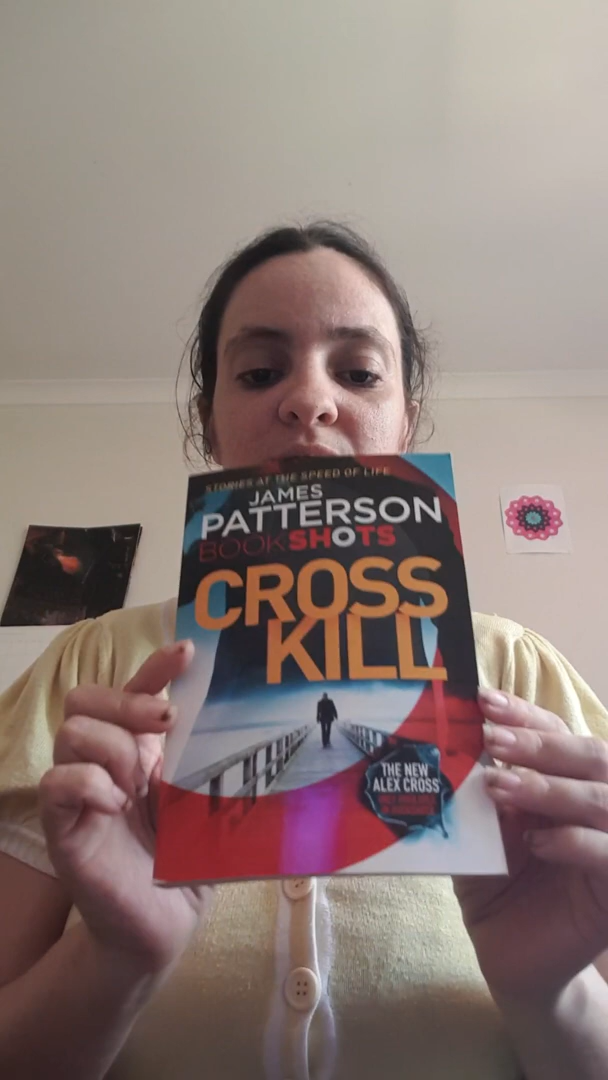 STORIES AT THE SPEED OF LIFE
JAMES
PATTERSON
BOOKSHOTS
CROSS
KILL
THE NEW
ALEX CROSS